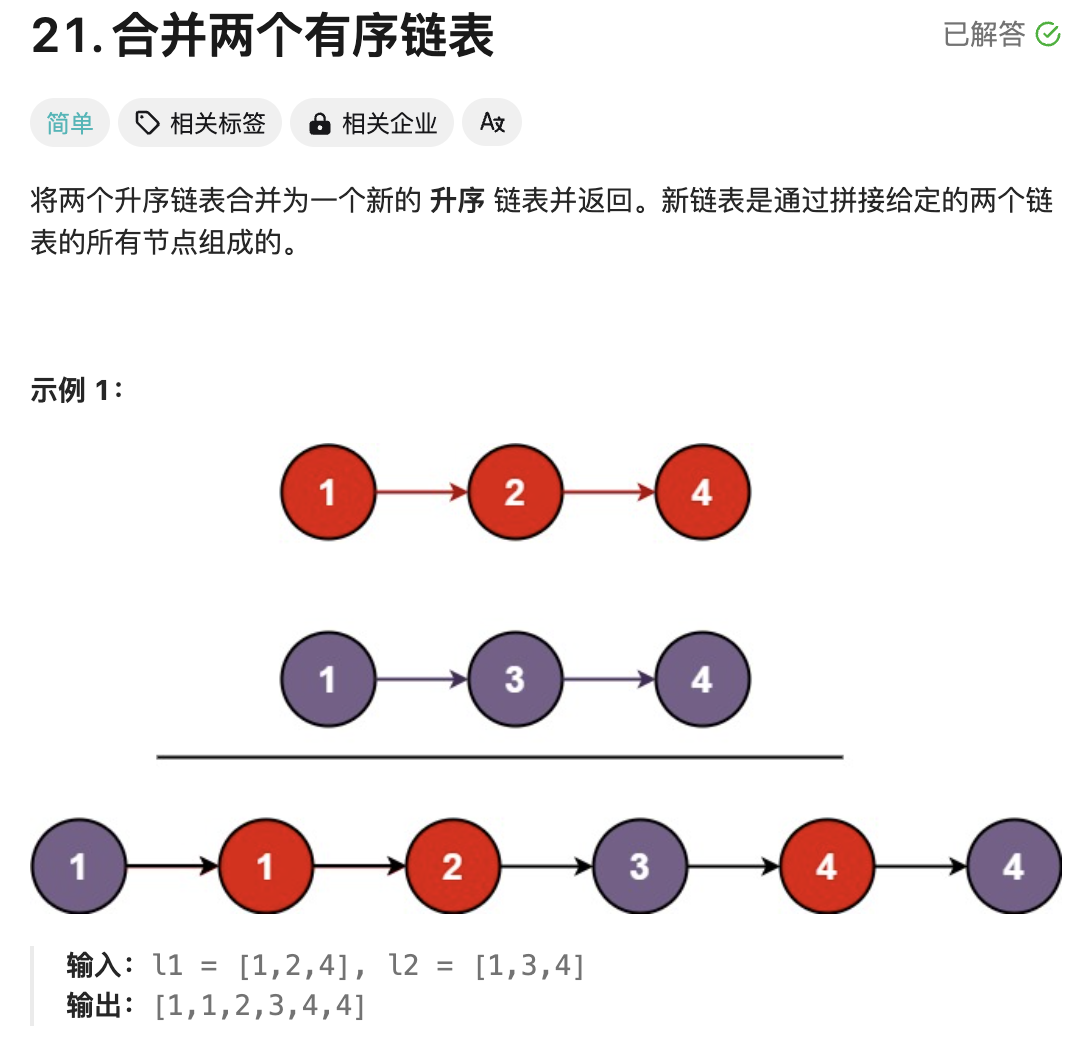 21. 合并两个有序链表
已解答
简单 相关标签 相关企业
将两个升序链表合并为一个新的 升序 链表并返回。新链表是通过拼接给定的两个链
表的所有节点组成的。
示例 1：
1 2 4
1 3 4
1 1 2 3 4 4
输入：l1 = [1,2,4], l2 = [1,3,4]
输出：[1,1,2,3,4,4]